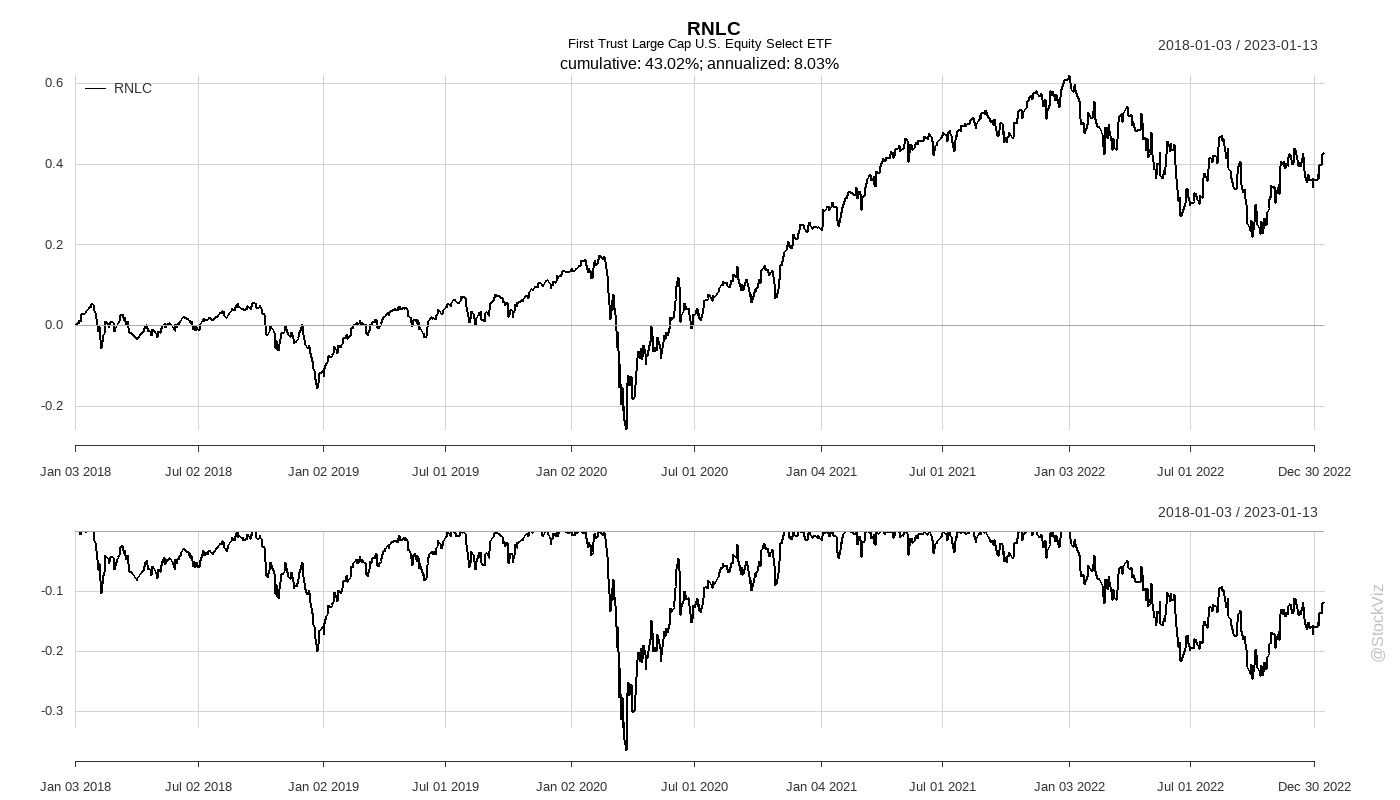 RNLC
First Trust Large Cap U.S. Equity Select ETF
2018-01-03 / 2023-01-13
cumulative: 43.02%; annualized: 8.03%
RNLC
0.6
0.4
0.2
0.0
-0.2
Jan 03 2018 Jul 02 2018 Jan 02 2019 Jul 01 2019 Jan 02 2020 Jul 01 2020 Jan 04 2021 Jul 01 2021 Jan 03 2022 Jul 01 2022 Dec 30 2022
2018-01-03 / 2023-01-13
-0.1
-0.2
-0.3
Jan 03 2018 Jul 02 2018 Jan 02 2019 Jul 01 2019 Jan 02 2020 Jul 01 2020 Jan 04 2021 Jul 01 2021 Jan 03 2022 Jul 01 2022 Dec 30 2022
@StockViz